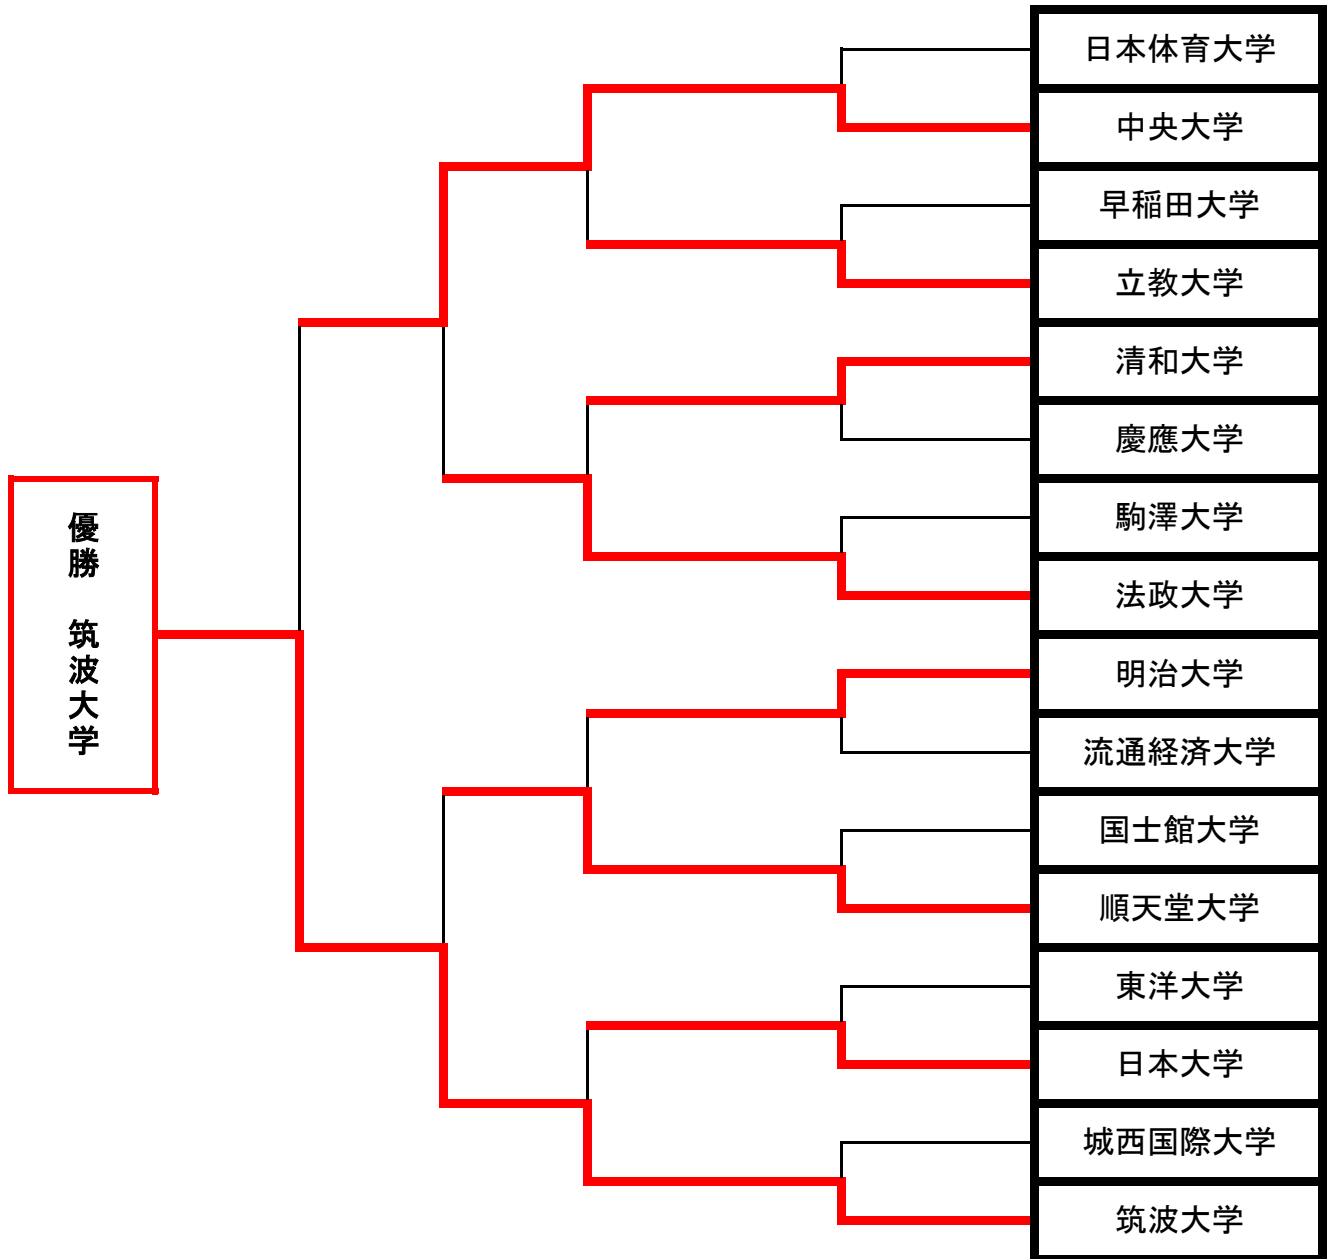 日本体育大学
中央大学
早稲田大学
立教大学
清和大学
慶應大学
駒澤大学
法政大学
明治大学
流通経済大学
国士館大学
順天堂大学
東洋大学
日本大学
城西国際大学
筑波大学
優勝　筑波大学